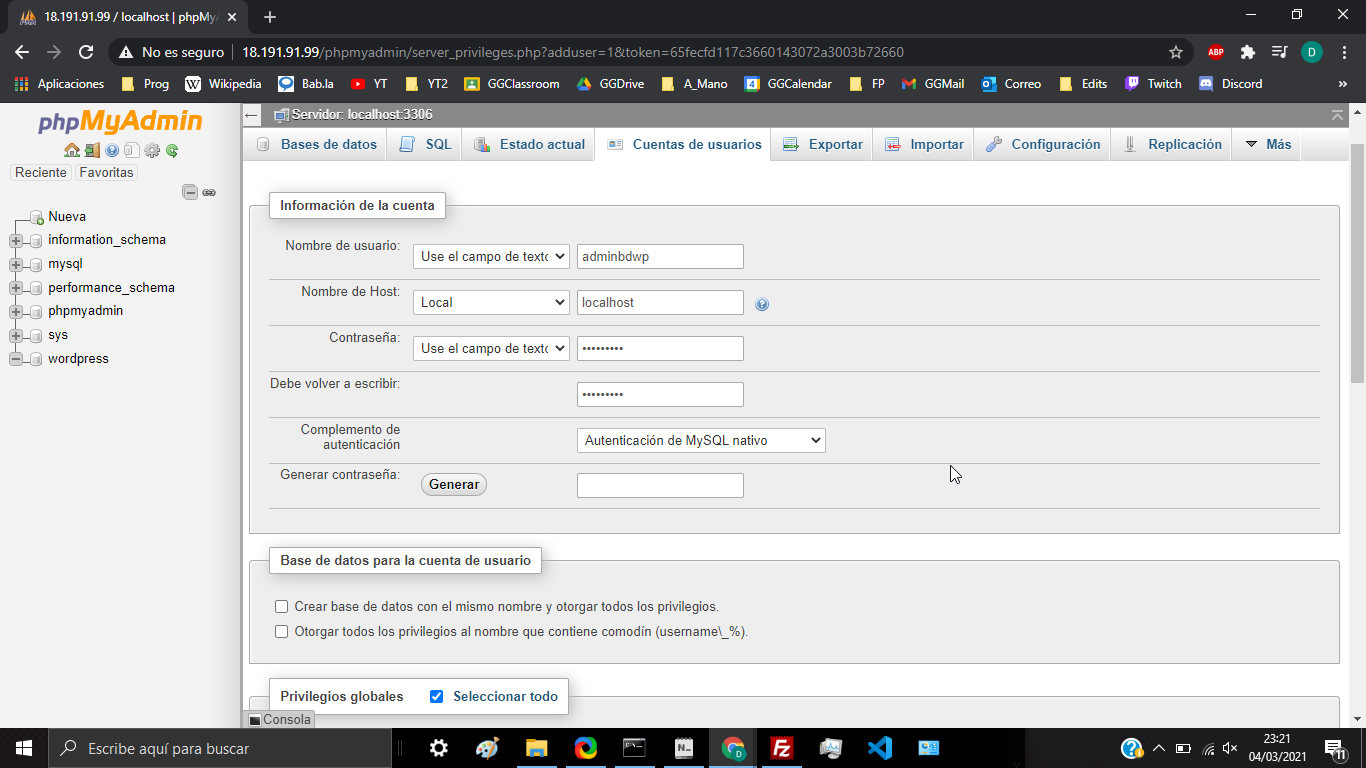 18.191.91.99 / localhost | phpMyA
No es seguro
18.191.91.99/phpmyadmin/server_privileges.php?adduser=1&token=65fecfd117c3660143072a3003b72660
ABP
D
Aplicaciones Prog Wikipedia Bab.la YT YT2 GGClassroom GGDrive A_Mano GGCalendar FP GGMail Correo Edits Twitch Discord »
phpMyAdmin
Reciente Favoritas
Nueva
information_schema
mysql
performance_schema
phpmyadmin
sys
wordpress
Servidor: localhost:3306
Bases de datos SQL Estado actual Cuentas de usuarios Exportar Importar Configuración Replicación Más
Información de la cuenta
Nombre de usuario: Use el campo de texto adminbdwp
Nombre de Host: Local localhost
Contraseña: Use el campo de texto •••••••••
Debe volver a escribir: •••••••••
Complemento de
autenticación
Autenticación de MySQL nativo
Generar contraseña: Generar
Base de datos para la cuenta de usuario
Crear base de datos con el mismo nombre y otorgar todos los privilegios.
Otorgar todos los privilegios al nombre que contiene comodín (username\_%).
Privilegios globales Seleccionar todo
Consola
Escribe aquí para buscar
23:21
04/03/2021
11